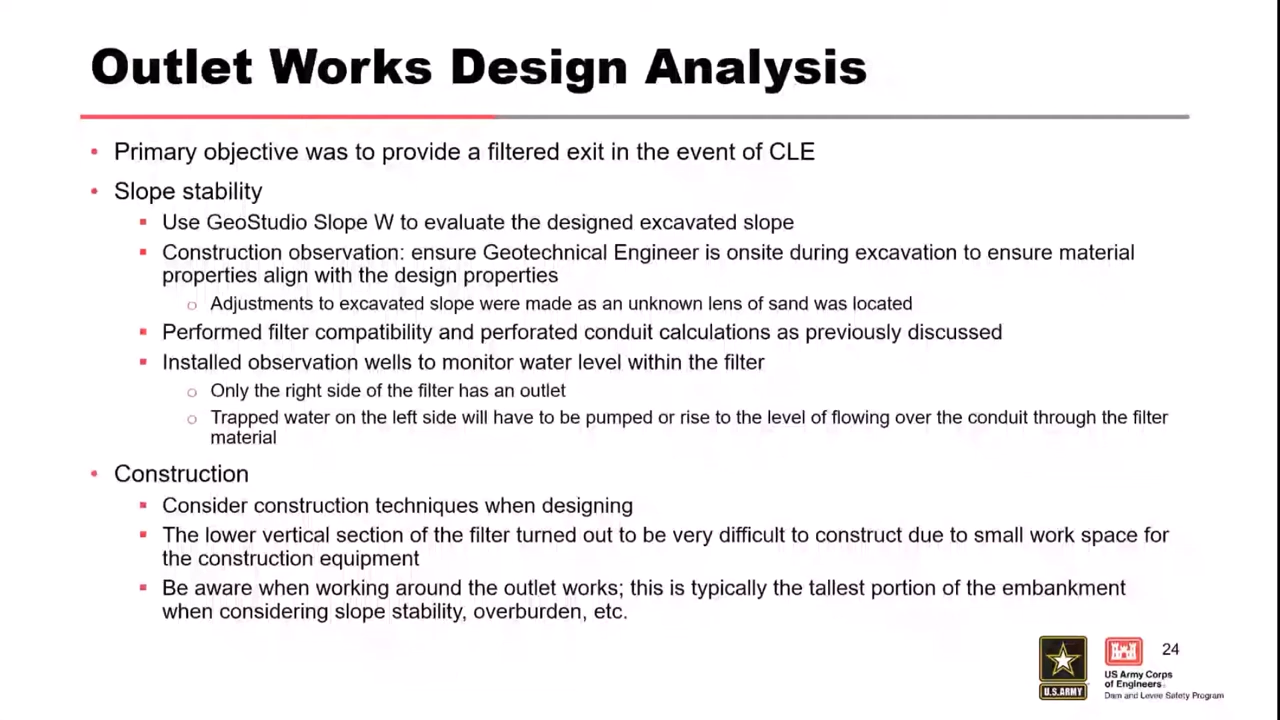 Outlet Works Design Analysis
• Primary objective was to provide a filtered exit in the event of CLE
• Slope stability
▪ Use GeoStudio Slope W to evaluate the designed excavated slope
▪ Construction observation: ensure Geotechnical Engineer is onsite during excavation to ensure material
properties align with the design properties
o Adjustments to excavated slope were made as an unknown lens of sand was located
▪ Performed filter compatibility and perforated conduit calculations as previously discussed
▪ Installed observation wells to monitor water level within the filter
o Only the right side of the filter has an outlet
o Trapped water on the left side will have to be pumped or rise to the level of flowing over the conduit through the filter
material
• Construction
▪ Consider construction techniques when designing
▪ The lower vertical section of the filter turned out to be very difficult to construct due to small work space for
the construction equipment
▪ Be aware when working around the outlet works; this is typically the tallest portion of the embankment
when considering slope stability, overburden, etc.
24
U.S.ARMY
US Army Corps
of Engineers®
Dam and Levee Safety Program